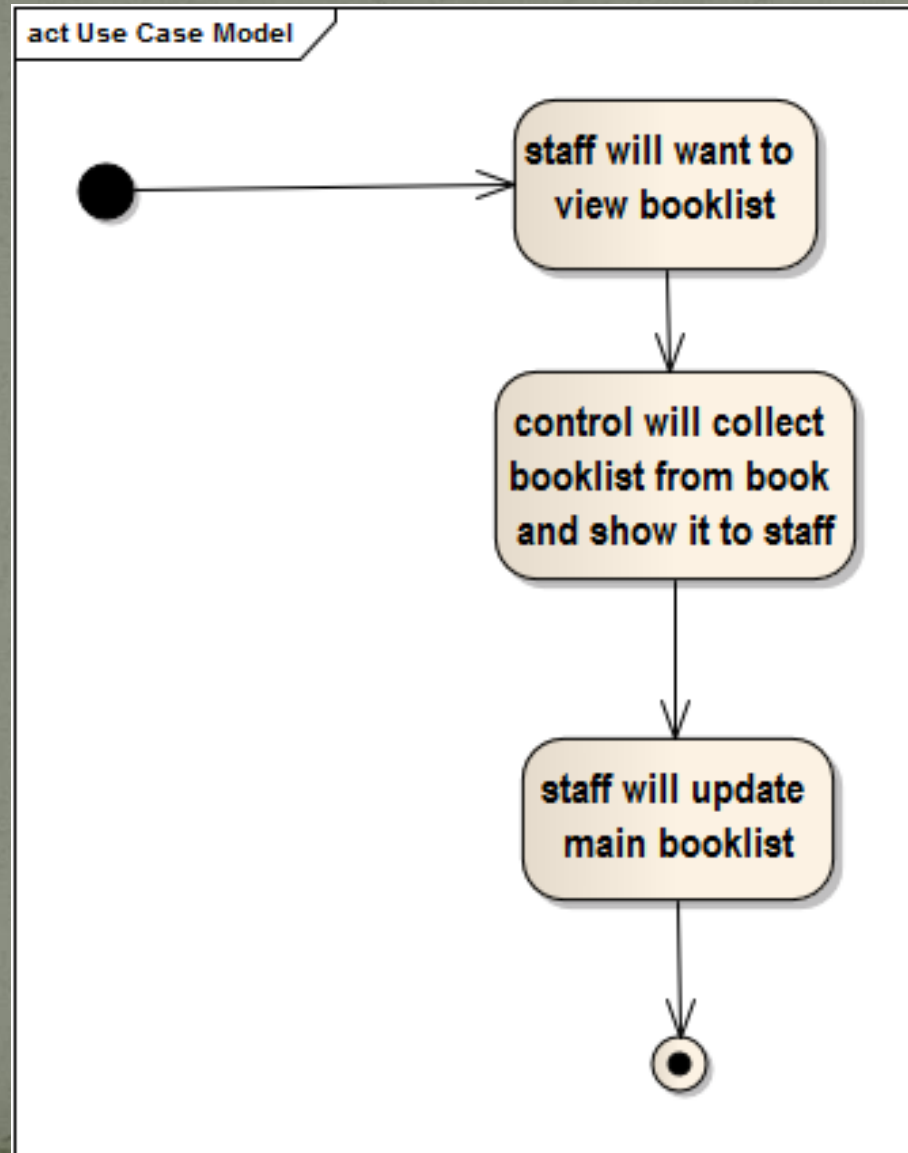 act Use Case Model
staff will want to
view booklist
control will collect
booklist from book
and show it to staff
staff will update
main booklist